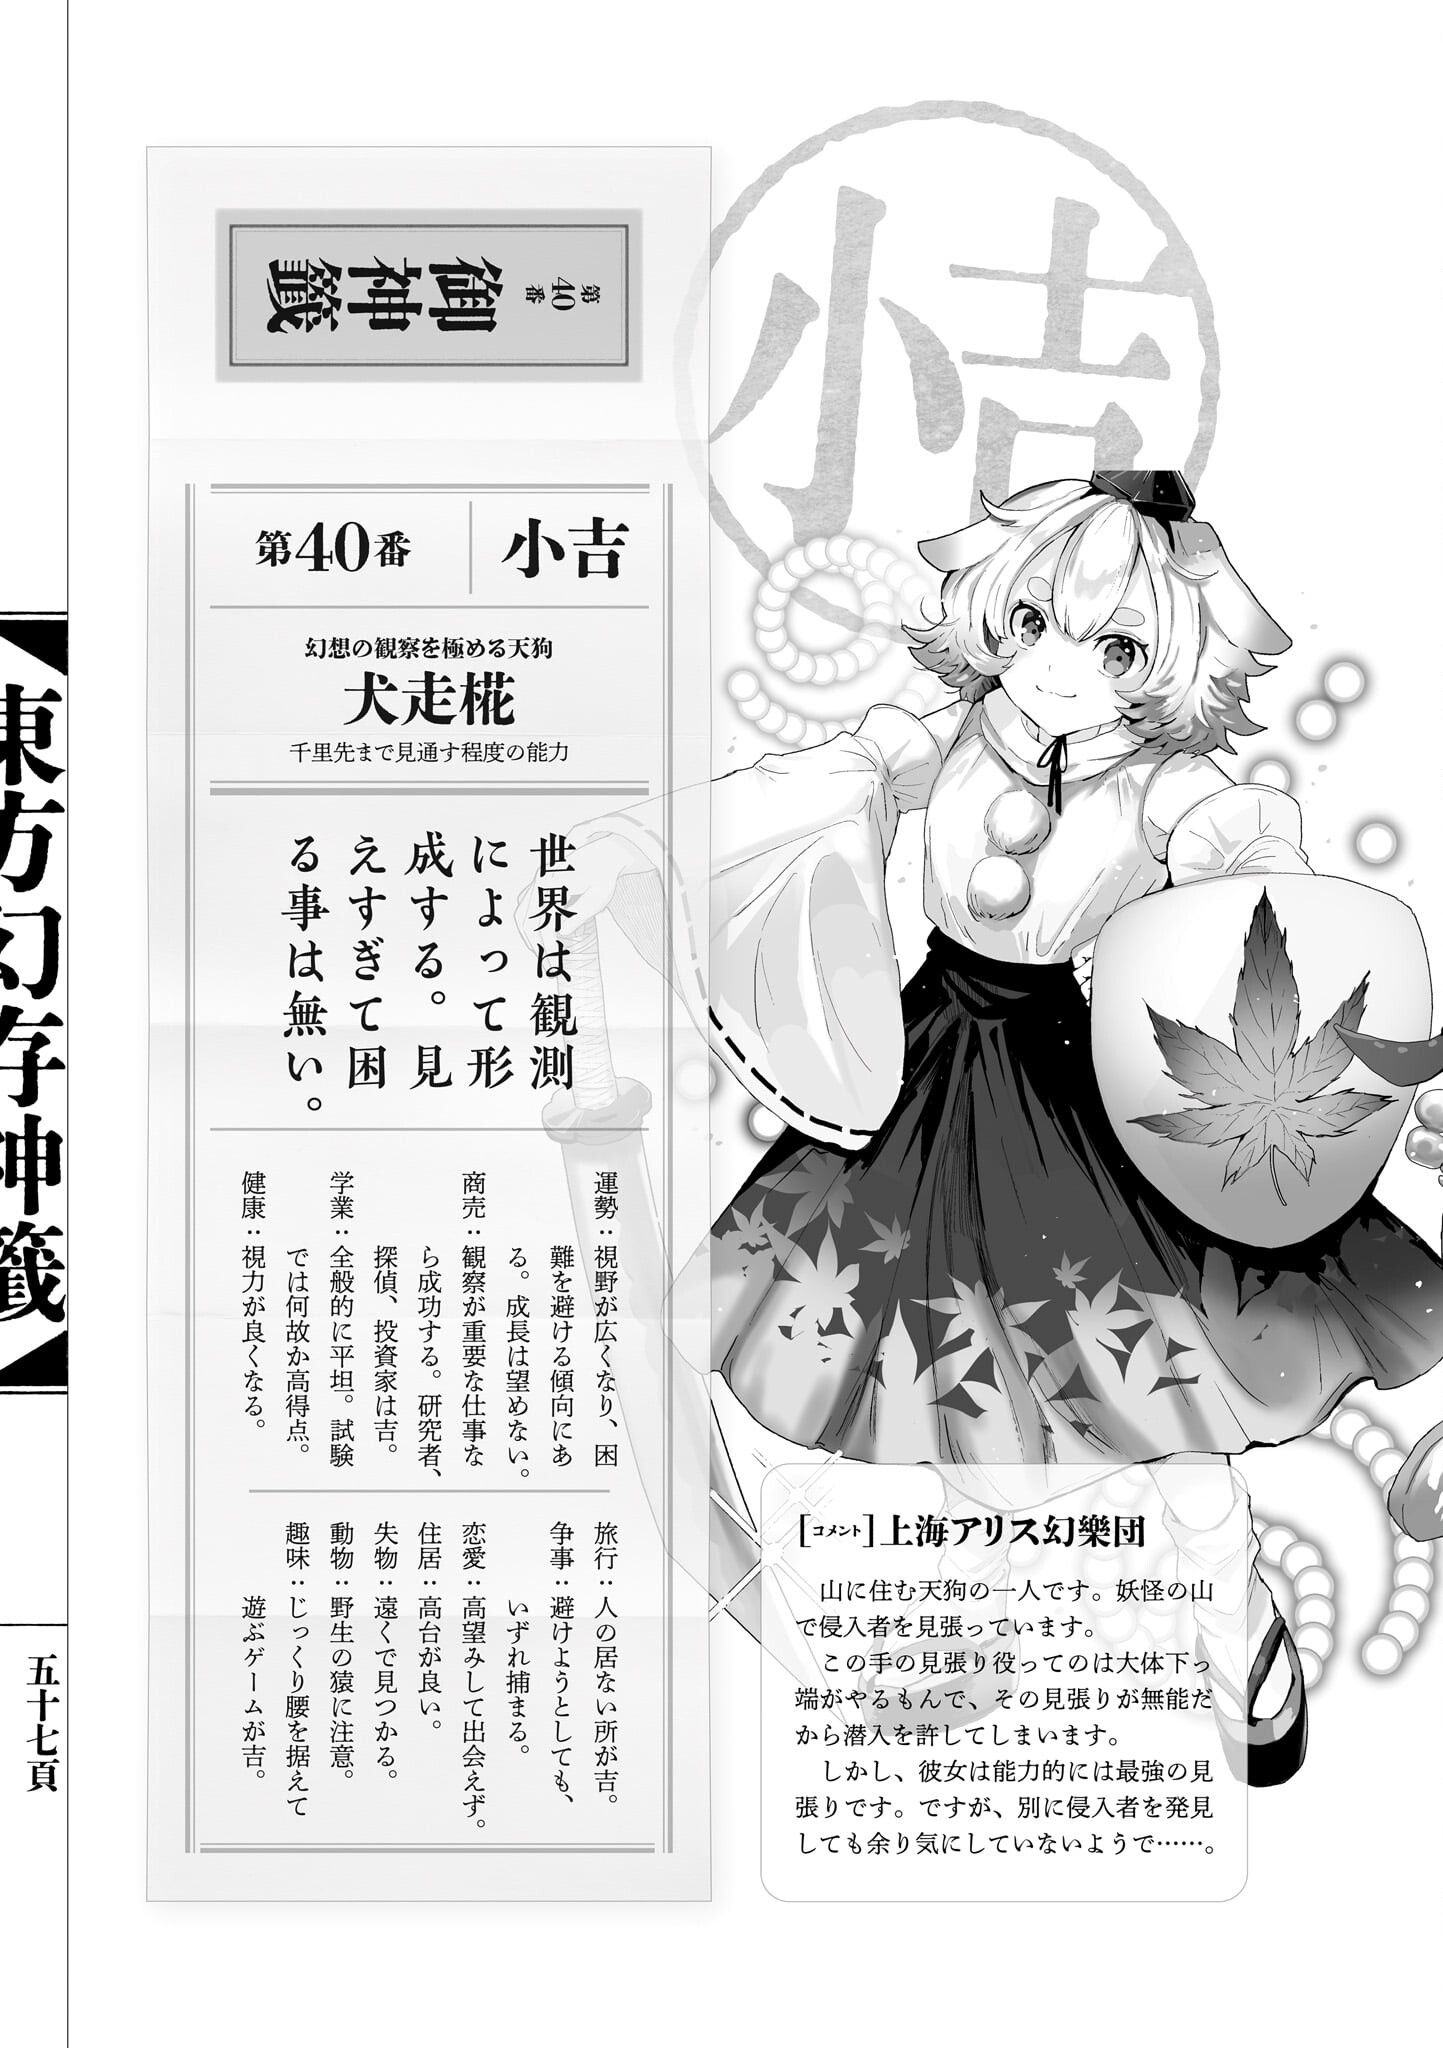 小吉
御神籤
第40番
第40番
小吉
幻想の観察を極める天狗
犬走椛
千里先まで見通す程度の能力
世界は観測
によって形
成する。見
えすぎて困
る事は無い。
運勢：視野が広くなり、困
難を避ける傾向にあ
る。成長は望めない。
商売：観察が重要な仕事な
ら成功する。研究者、
探偵、投資家は吉。
学業：全般的に平坦。試験
では何故か高得点。
健康：視力が良くなる。
旅行：人の居ない所が吉。
争事：避けようとしても、
いずれ捕まる。
恋愛：高望みして出会えず。
住居：高台が良い。
失物：遠くで見つかる。
動物：野生の猿に注意。
趣味：じっくり腰を据えて
遊ぶゲームが吉。
［コメント］上海アリス幻樂団
山に住む天狗の一人です。妖怪の山
で侵入者を見張っています。
この手の見張り役ってのは大体下っ
端がやるもんで、その見張りが無能だ
から潜入を許してしまいます。
しかし、彼女は能力的には最強の見
張りです。ですが、別に侵入者を発見
しても余り気にしていないようで……。
東方幻存神籤
五十七頁